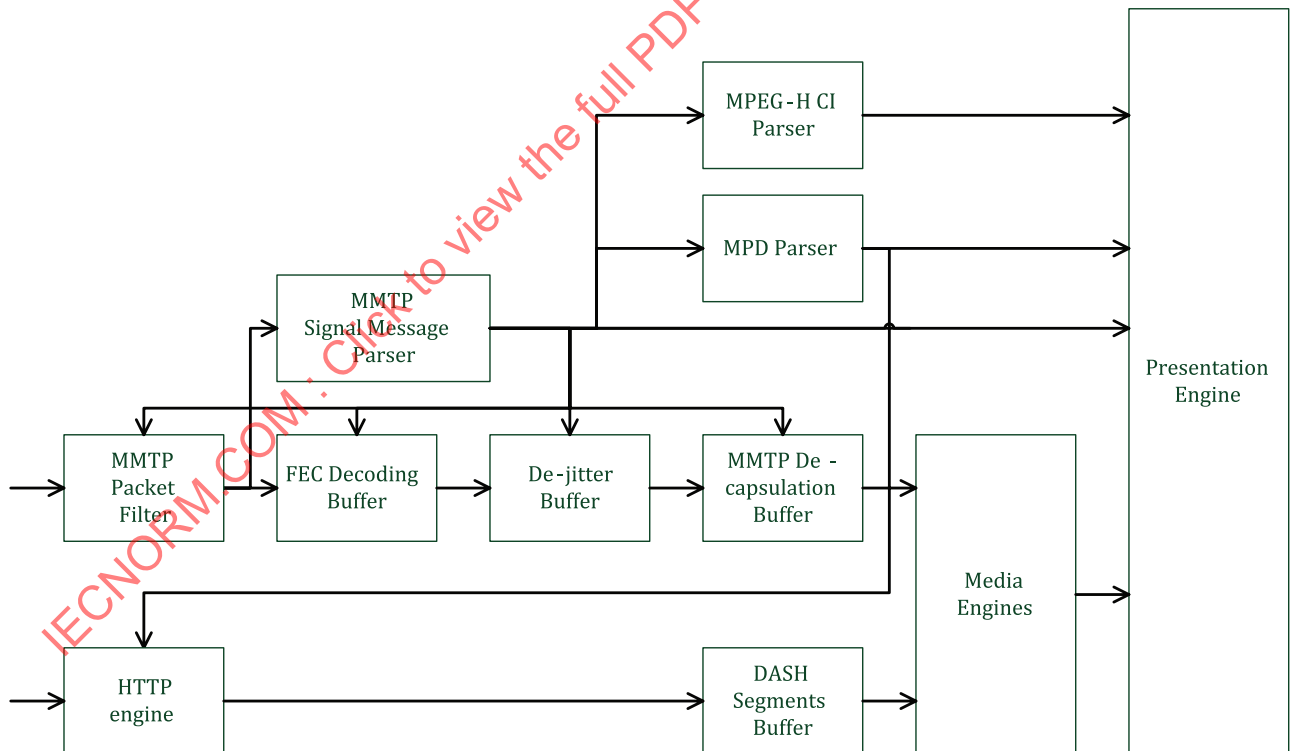 MPEG-H CI
Parser
MPD Parser
MMTP
Signal Message
Parser
Presentation
Engine
MMTP
Packet
Filter
FEC Decoding
Buffer
De-jitter
Buffer
MMTP De-
capsulation
Buffer
Media
Engines
HTTP
engine
DASH
Segments
Buffer
IECNORM.COM : Click to view the full PDF